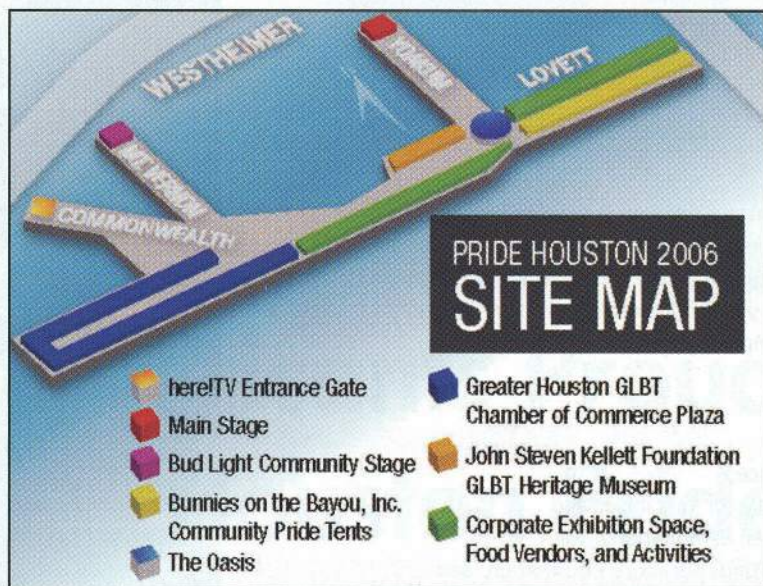 WESTHEIMER
YOAKUM
LOVETT
MT. VERNON
COMMONWEALTH
PRIDE HOUSTON 2006
SITE MAP
here!TV Entrance Gate
Main Stage
Bud Light Community Stage
Bunnies on the Bayou, Inc.
Community Pride Tents
The Oasis
Greater Houston GLBT
Chamber of Commerce Plaza
John Steven Kellett Foundation
GLBT Heritage Museum
Corporate Exhibition Space,
Food Vendors, and Activities